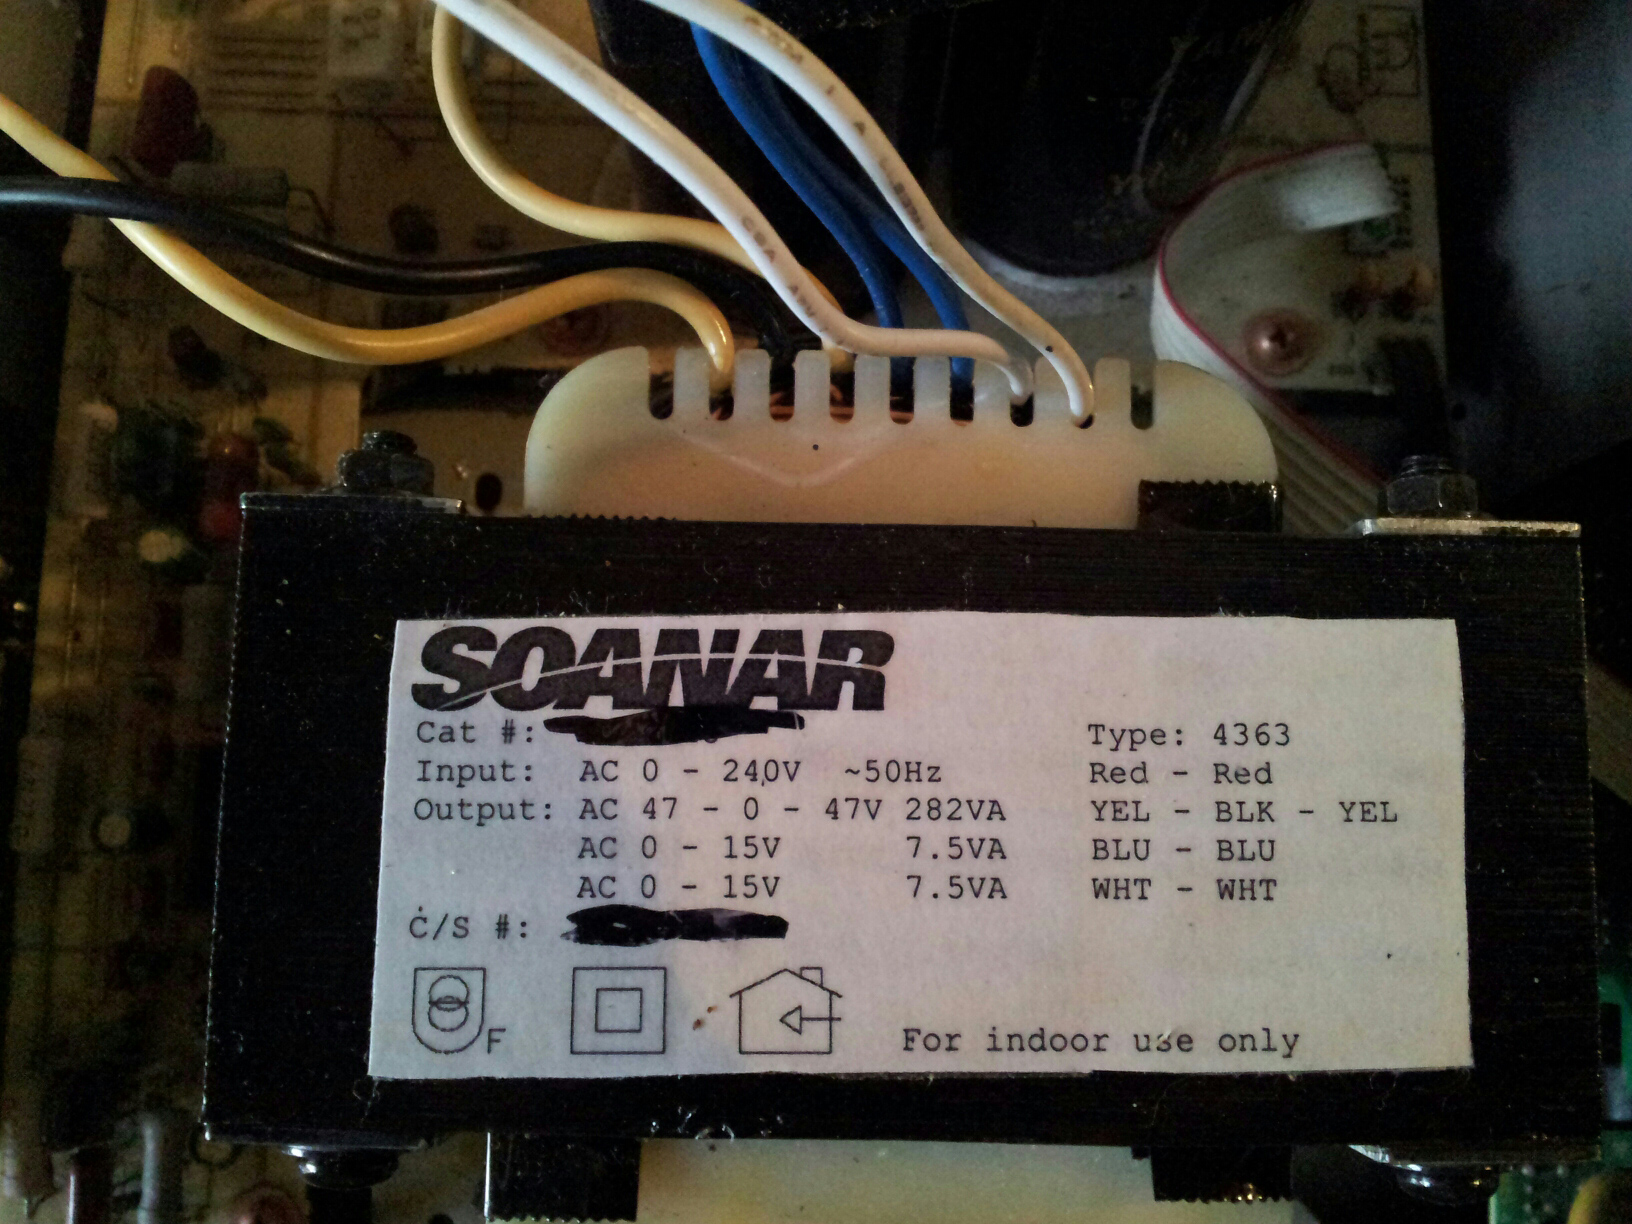 SOANAR
Cat #:
Type: 4363
Input: AC 0 - 240V ~50Hz Red - Red
Output: AC 47 - 0 - 47V 282VA YEL - BLK - YEL
AC 0 - 15V 7.5VA BLU - BLU
AC 0 - 15V 7.5VA WHT - WHT
C/S #:
F
For indoor use only
CSA